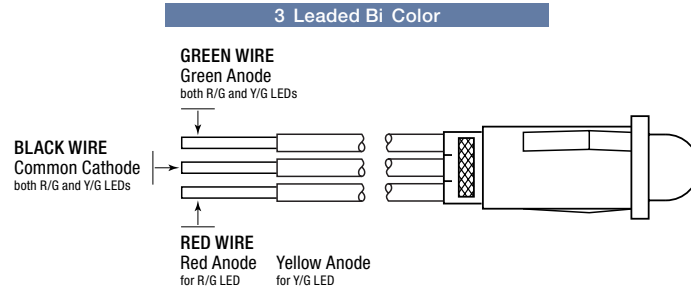 3 Leaded Bi Color
GREEN WIRE
Green Anode
both R/G and Y/G LEDs
BLACK WIRE
Common Cathode
both R/G and Y/G LEDs
RED WIRE
Red Anode
for R/G LED
Yellow Anode
for Y/G LED